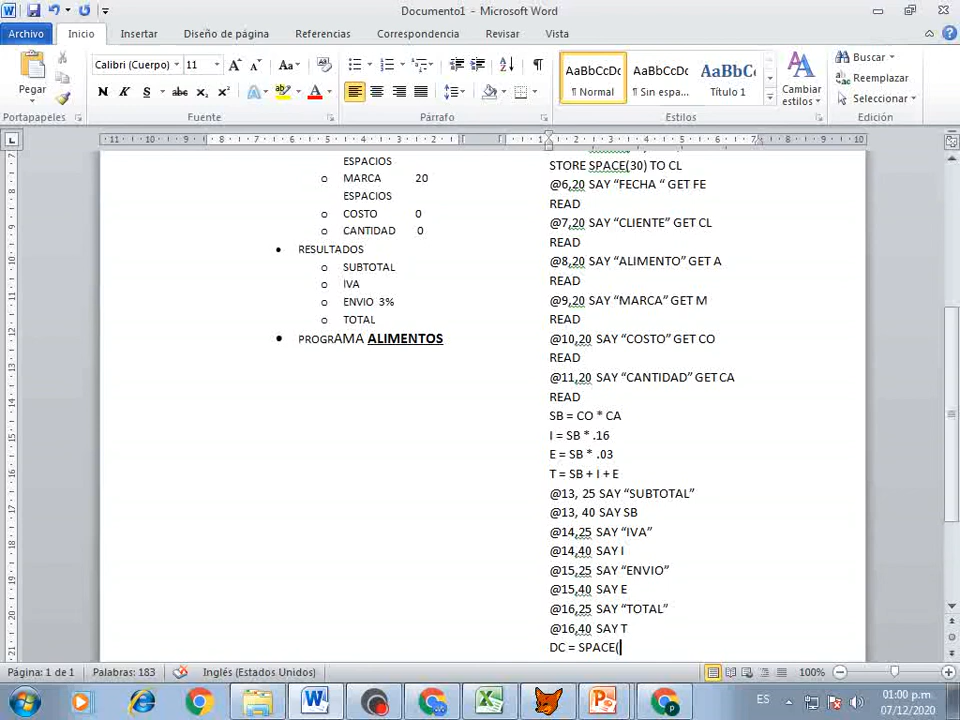 Documento1 - Microsoft Word
Archivo Inicio Insertar Diseño de página Referencias Correspondencia Revisar Vista
Calibri (Cuerpo) 11
Pegar
AaBbCcDc AaBbCcDc AaBbC
¶ Normal ¶ Sin espa... Título 1
Cambiar estilos
Buscar
Reemplazar
Seleccionar
Portapapeles Fuente Párrafo Estilos Edición
ESPACIOS
o MARCA 20
ESPACIOS
o COSTO 0
o CANTIDAD 0
• RESULTADOS
o SUBTOTAL
o IVA
o ENVIO 3%
o TOTAL
• PROGRAMA ALIMENTOS
STORE SPACE(30) TO CL
@6,20 SAY “FECHA “ GET FE
READ
@7,20 SAY “CLIENTE” GET CL
READ
@8,20 SAY “ALIMENTO” GET A
READ
@9,20 SAY “MARCA” GET M
READ
@10,20 SAY “COSTO” GET CO
READ
@11,20 SAY “CANTIDAD” GET CA
READ
SB = CO * CA
I = SB * .16
E = SB * .03
T = SB + I + E
@13, 25 SAY “SUBTOTAL”
@13, 40 SAY SB
@14,25 SAY “IVA”
@14,40 SAY I
@15,25 SAY “ENVIO”
@15,40 SAY E
@16,25 SAY “TOTAL”
@16,40 SAY T
DC = SPACE(
Página: 1 de 1 Palabras: 183 Inglés (Estados Unidos) 100%
ES 01:00 p.m.
07/12/2020